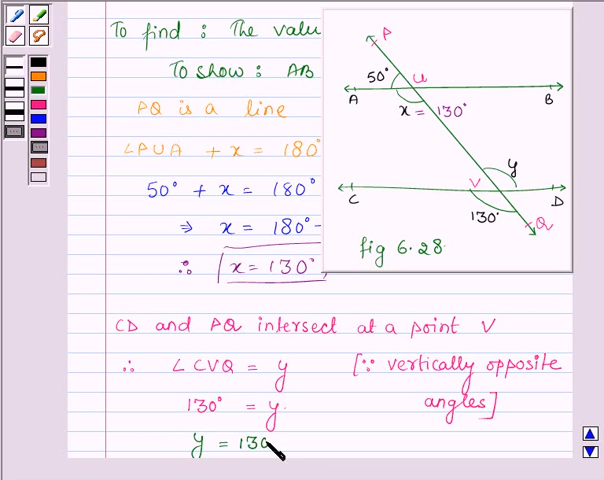 To find : The valu
To show : AB
PQ is a line
∠PUA + x = 180°
50° + x = 180°
⇒ x = 180° -
∴ x = 130°
P
50°
U
A
B
x = 130°
y
C
V
D
130°
Q
fig 6.28
CD and PQ intersect at a point V
∴ ∠CVQ = y [∵ vertically opposite
130° = y. angles]
y = 130